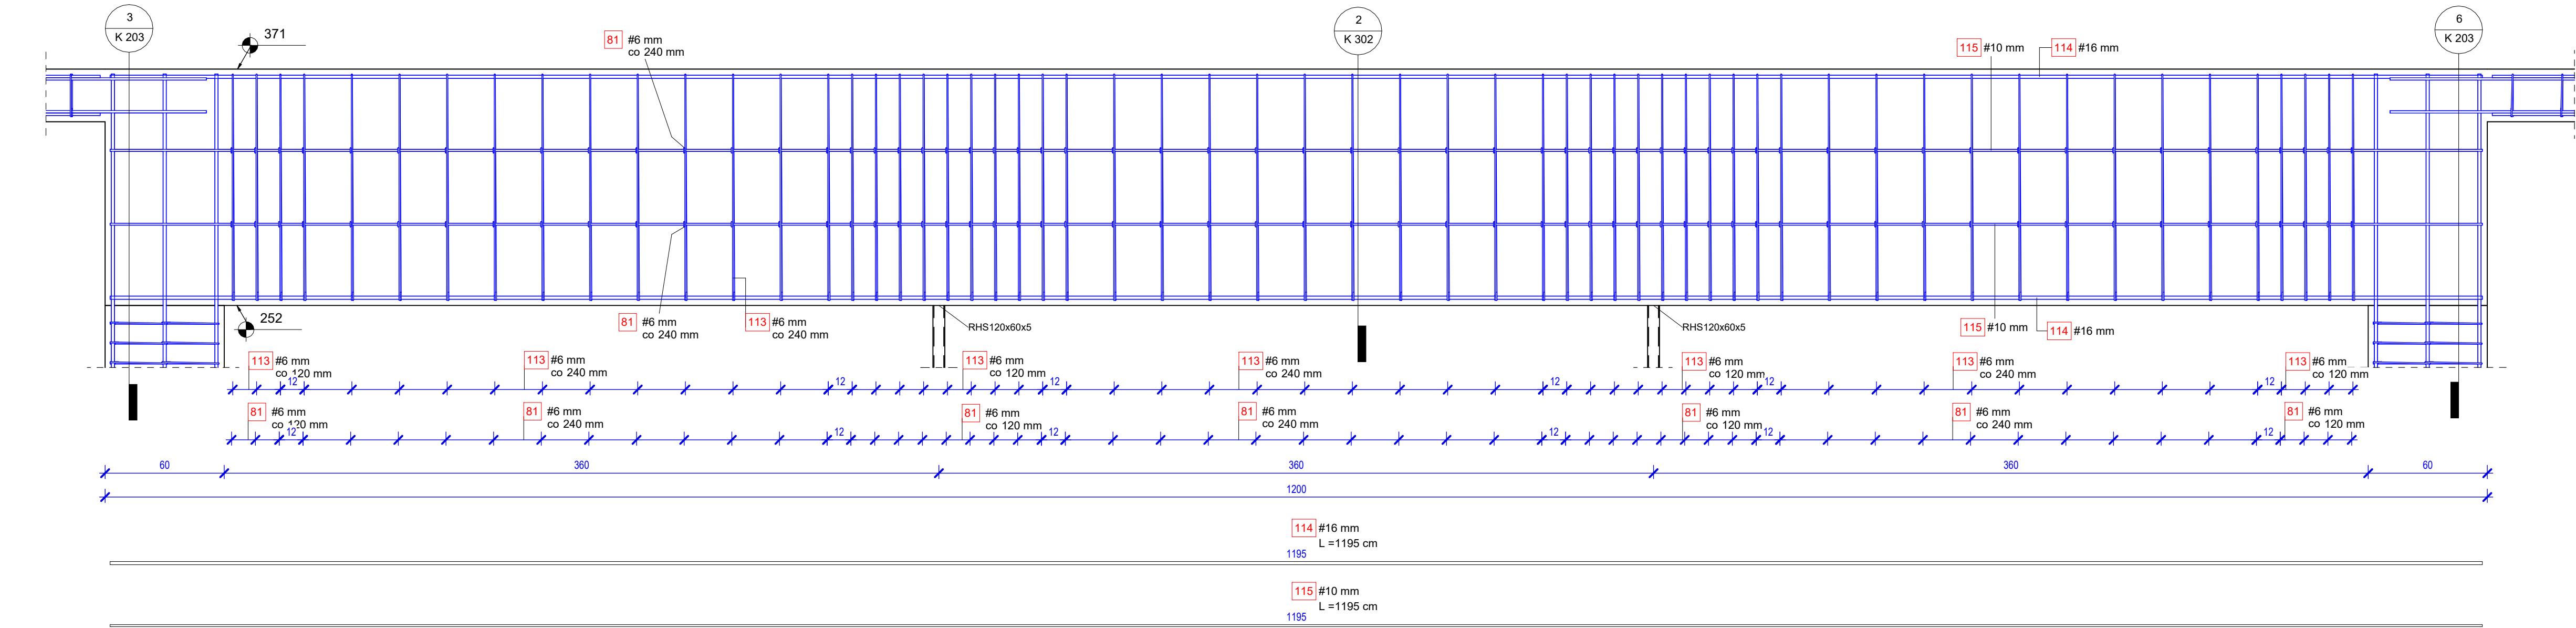 3
K 203
371
81 #6 mm
co 240 mm
2
K 302
115 #10 mm
114 #16 mm
6
K 203
252
81 #6 mm
co 240 mm
113 #6 mm
co 240 mm
RHS120x60x5
RHS120x60x5
115 #10 mm
114 #16 mm
113 #6 mm
co 120 mm
113 #6 mm
co 240 mm
113 #6 mm
co 120 mm
113 #6 mm
co 240 mm
113 #6 mm
co 120 mm
113 #6 mm
co 240 mm
113 #6 mm
co 120 mm
12 12 12 12 12 12
81 #6 mm
co 120 mm
81 #6 mm
co 240 mm
81 #6 mm
co 120 mm
81 #6 mm
co 240 mm
81 #6 mm
co 120 mm
81 #6 mm
co 240 mm
81 #6 mm
co 120 mm
12 12 12 12 12 12
60 360 360 360 60
1200
114 #16 mm
L =1195 cm
1195
115 #10 mm
L =1195 cm
1195